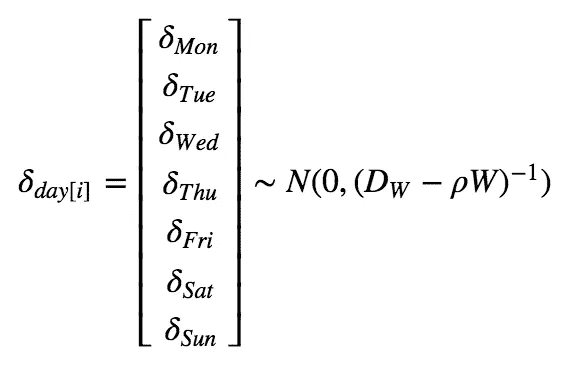 δ_{day[i]} = [δ_{Mon}
δ_{Tue}
δ_{Wed}
δ_{Thu}
δ_{Fri}
δ_{Sat}
δ_{Sun}] ~ N(0, (D_W − ρW)^{−1})